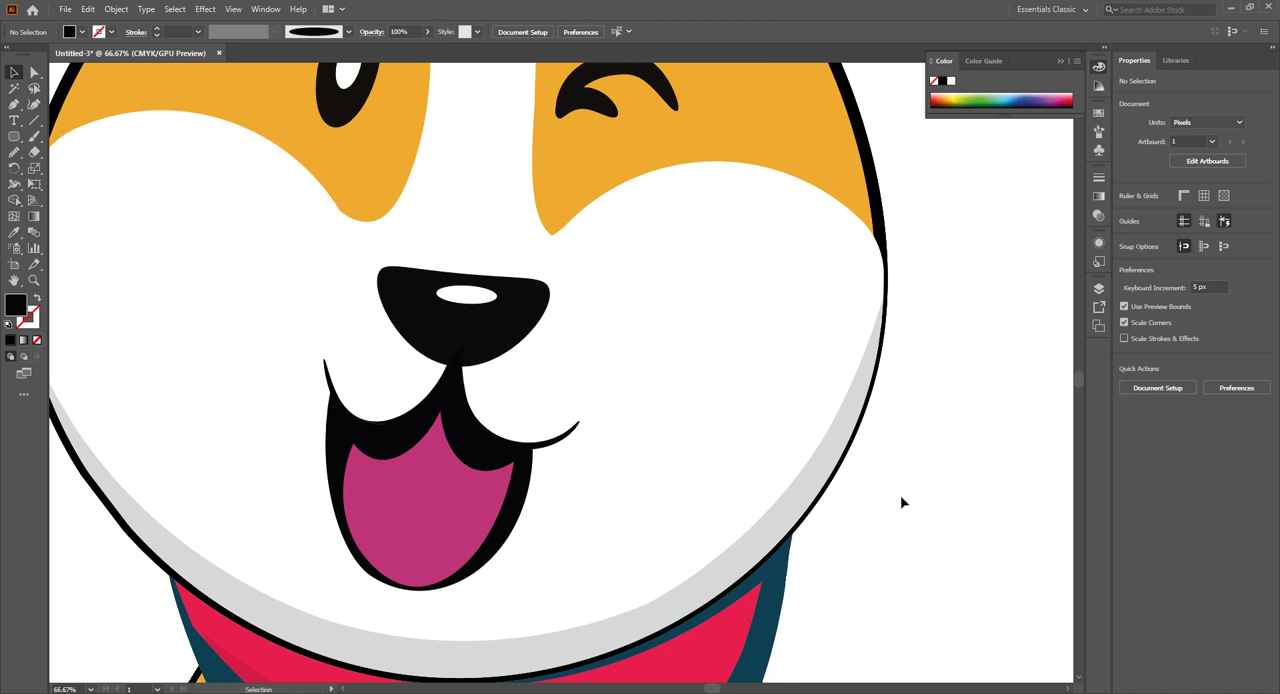 Ai File Edit Object Type Select Effect View Window Help Essentials Classic Search Adobe Stock
No Selection Stroke: Opacity: 100% Style: Document Setup Preferences
Untitled-3* @ 66.67% (CMYK/GPU Preview) ×
Color Color Guide
Properties Libraries
No Selection
Document
Units: Pixels
Artboard: 1
Edit Artboards
Ruler & Grids
Guides
Snap Options
Preferences
Keyboard Increment: 5 px
Use Preview Bounds
Scale Corners
Scale Strokes & Effects
Quick Actions
Document Setup Preferences
66.67% 1 Selection